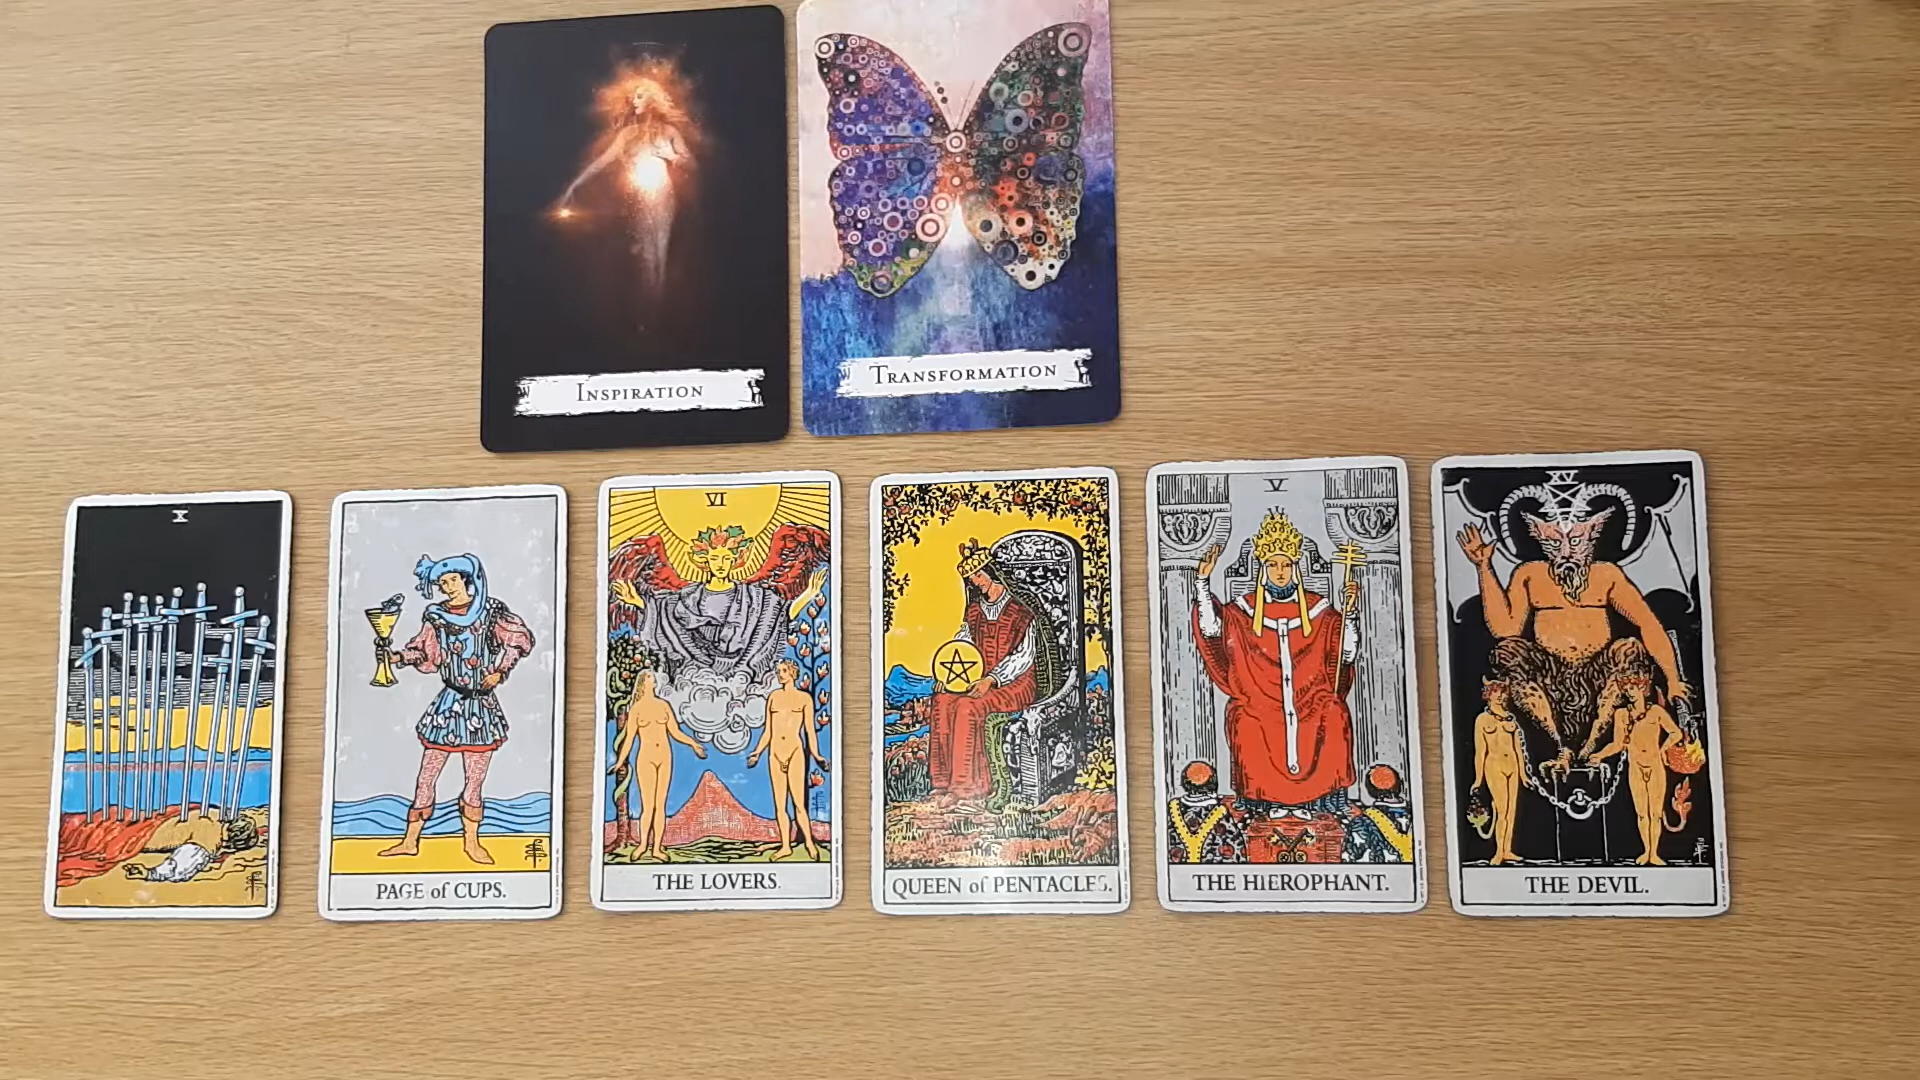 INSPIRATION
TRANSFORMATION
X
PAGE of CUPS.
VI
THE LOVERS.
QUEEN of PENTACLES.
V
THE HIEROPHANT.
XV
THE DEVIL.